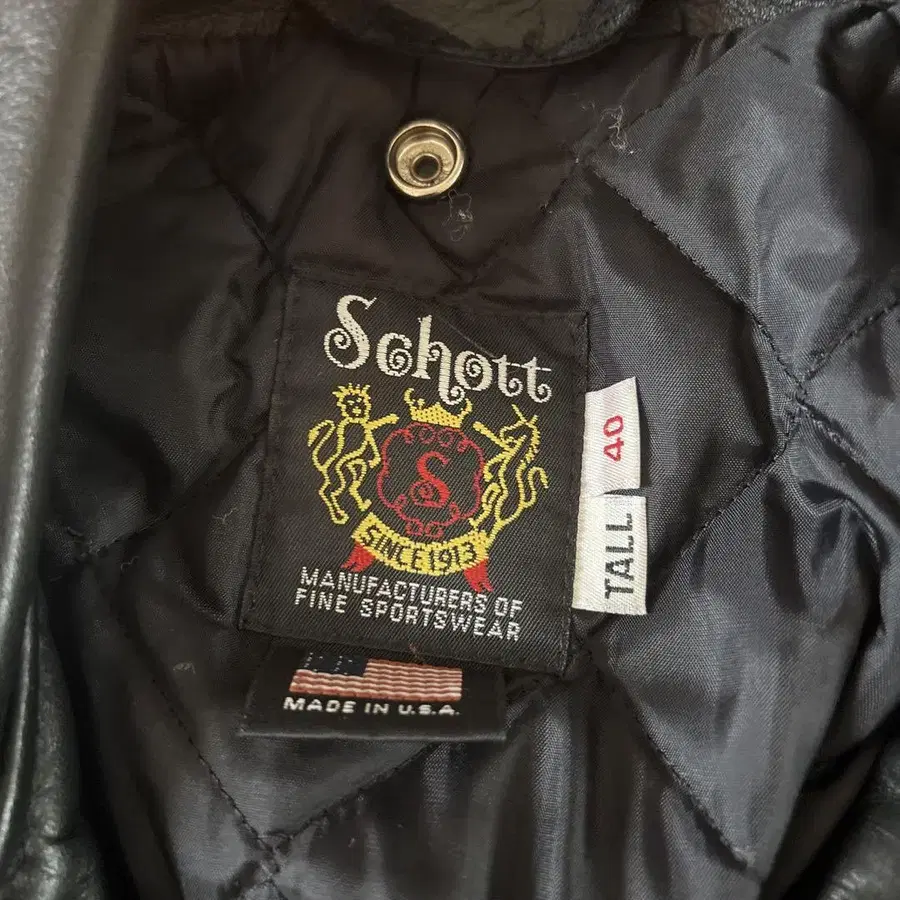 Schott
S
SINCE 1913
MANUFACTURERS OF
FINE SPORTSWEAR
40
TALL
MADE IN U.S.A.